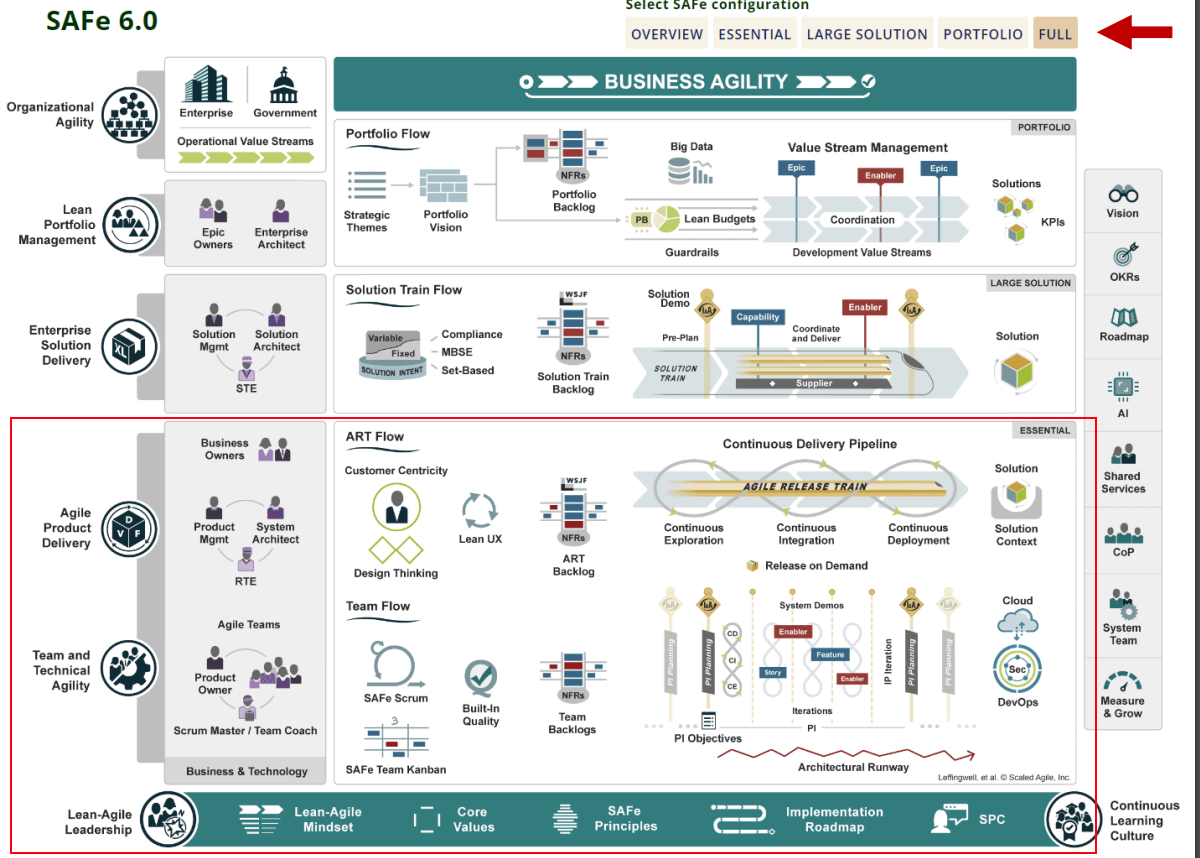 SAFe 6.0
Select SAFe configuration
OVERVIEW
ESSENTIAL
LARGE SOLUTION
PORTFOLIO
FULL
Organizational
Agility
Enterprise
Government
Operational Value Streams
BUSINESS AGILITY
Lean
Portfolio
Management
Epic
Owners
Enterprise
Architect
Portfolio Flow
PORTFOLIO
Strategic
Themes
Portfolio
Vision
NFRs
Portfolio
Backlog
Big Data
PB
Lean Budgets
Guardrails
Value Stream Management
Epic
Enabler
Epic
Coordination
Development Value Streams
Solutions
KPIs
Enterprise
Solution
Delivery
XL
Solution
Mgmt
Solution
Architect
STE
Solution Train Flow
LARGE SOLUTION
Variable
Fixed
SOLUTION INTENT
Compliance
MBSE
Set-Based
WSJF
NFRs
Solution Train
Backlog
Solution
Demo
I&A
Pre-Plan
Capability
Coordinate
and Deliver
Enabler
I&A
SOLUTION
TRAIN
Supplier
Solution
Agile
Product
Delivery
D
V F
Business
Owners
Product
Mgmt
System
Architect
RTE
ART Flow
ESSENTIAL
Customer Centricity
Lean UX
Design Thinking
WSJF
NFRs
ART
Backlog
Continuous Delivery Pipeline
AGILE RELEASE TRAIN
Continuous
Exploration
Continuous
Integration
Continuous
Deployment
Release on Demand
Solution
Solution
Context
Team and
Technical
Agility
Agile Teams
Product
Owner
Scrum Master / Team Coach
Business & Technology
Team Flow
SAFe Scrum
3
SAFe Team Kanban
Built-In
Quality
NFRs
Team
Backlogs
I&A
I&A
System Demos
I&A
I&A
PI Planning
PI Planning
CD
CI
CE
Enabler
Feature
Story
Enabler
IP Iteration
PI Planning
PI Planning
Iterations
PI
PI Objectives
Architectural Runway
Cloud
Sec
DevOps
Leffingwell, et al. © Scaled Agile, Inc.
Vision
OKRs
Roadmap
AI
Shared
Services
CoP
System
Team
Measure
& Grow
Lean-Agile
Leadership
Lean-Agile
Mindset
Core
Values
SAFe
Principles
Implementation
Roadmap
SPC
Continuous
Learning
Culture